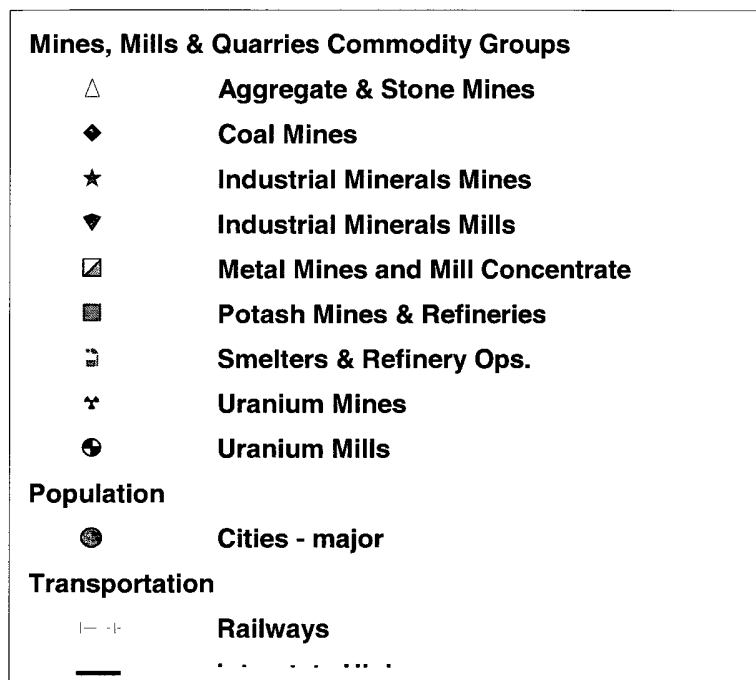 Mines, Mills & Quarries Commodity Groups
Aggregate & Stone Mines
Coal Mines
Industrial Minerals Mines
Industrial Minerals Mills
Metal Mines and Mill Concentrate
Potash Mines & Refineries
Smelters & Refinery Ops.
Uranium Mines
Uranium Mills
Population
Cities - major
Transportation
Railways